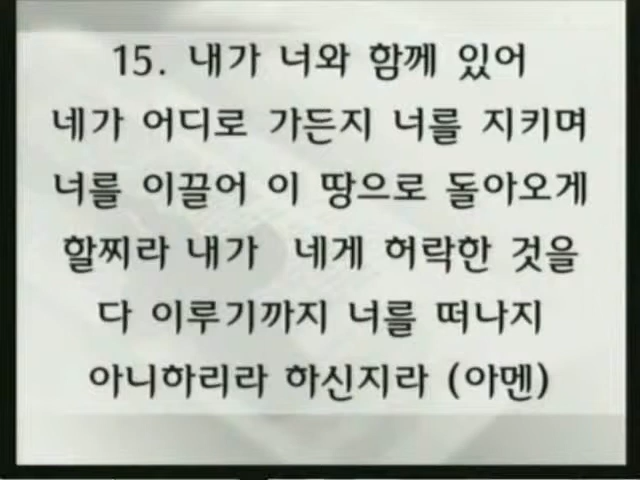 15. 내가 너와 함께 있어
네가 어디로 가든지 너를 지키며
너를 이끌어 이 땅으로 돌아오게
할찌라 내가 네게 허락한 것을
다 이루기까지 너를 떠나지
아니하리라 하신지라 (아멘)